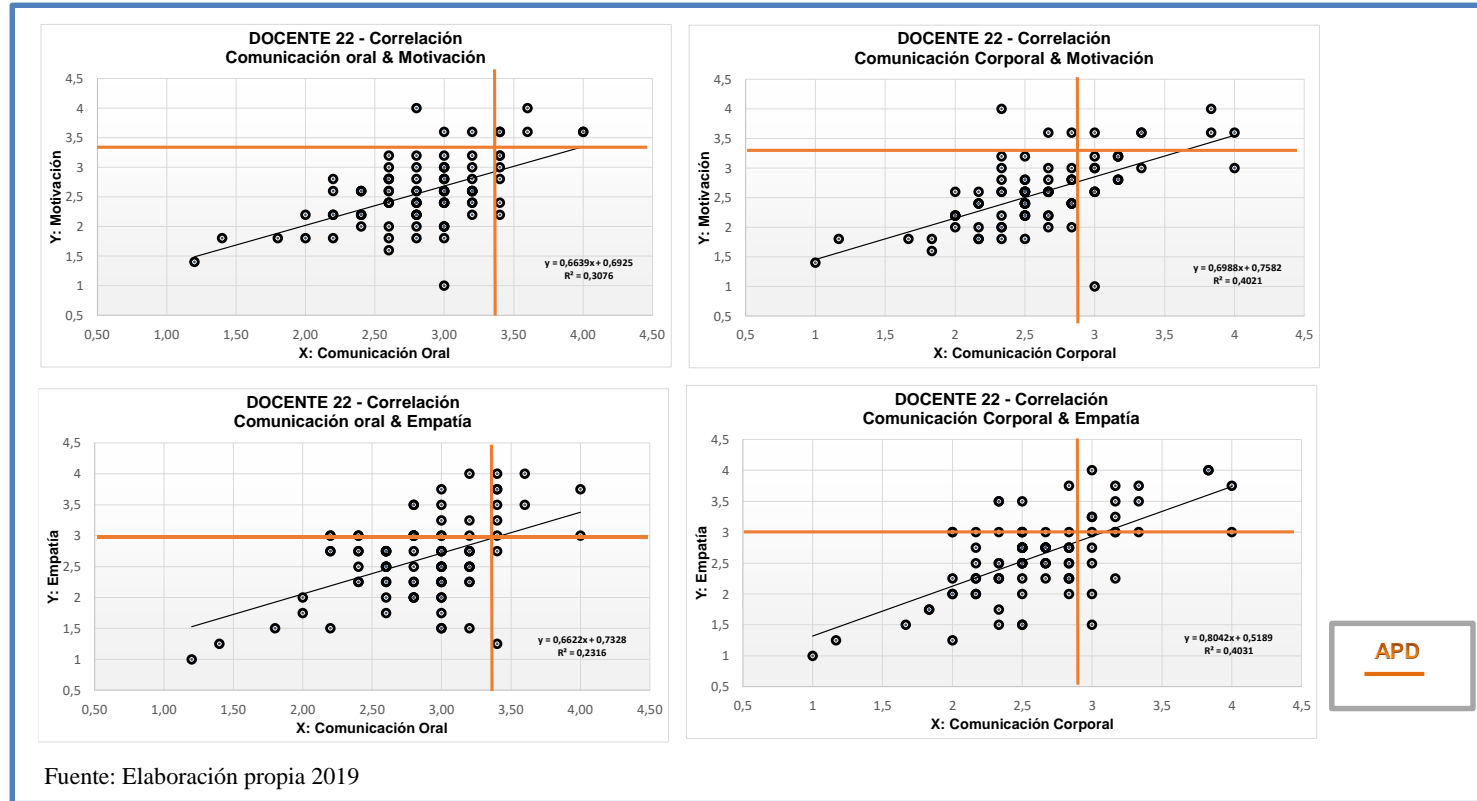 DOCENTE 22 - Correlación
Comunicación oral & Motivación
4,5
4
3,5
3
2,5
2
1,5
1
0,5
Y: Motivación
y = 0,6639x + 0,6925
R² = 0,3076
0,50 1,00 1,50 2,00 2,50 3,00 3,50 4,00 4,50
X: Comunicación Oral
DOCENTE 22 - Correlación
Comunicación Corporal & Motivación
4,5
4
3,5
3
2,5
2
1,5
1
0,5
Y: Motivación
y = 0,6988x + 0,7582
R² = 0,4021
0,5 1 1,5 2 2,5 3 3,5 4 4,5
X: Comunicación Corporal
DOCENTE 22 - Correlación
Comunicación oral & Empatía
4,5
4
3,5
3
2,5
2
1,5
1
0,5
Y: Empatía
y = 0,6622x + 0,7328
R² = 0,2316
0,50 1,00 1,50 2,00 2,50 3,00 3,50 4,00 4,50
X: Comunicación Oral
DOCENTE 22 - Correlación
Comunicación Corporal & Empatía
4,5
4
3,5
3
2,5
2
1,5
1
0,5
Y: Empatía
y = 0,8042x + 0,5189
R² = 0,4031
0,5 1 1,5 2 2,5 3 3,5 4 4,5
X: Comunicación Corporal
APD
Fuente: Elaboración propia 2019